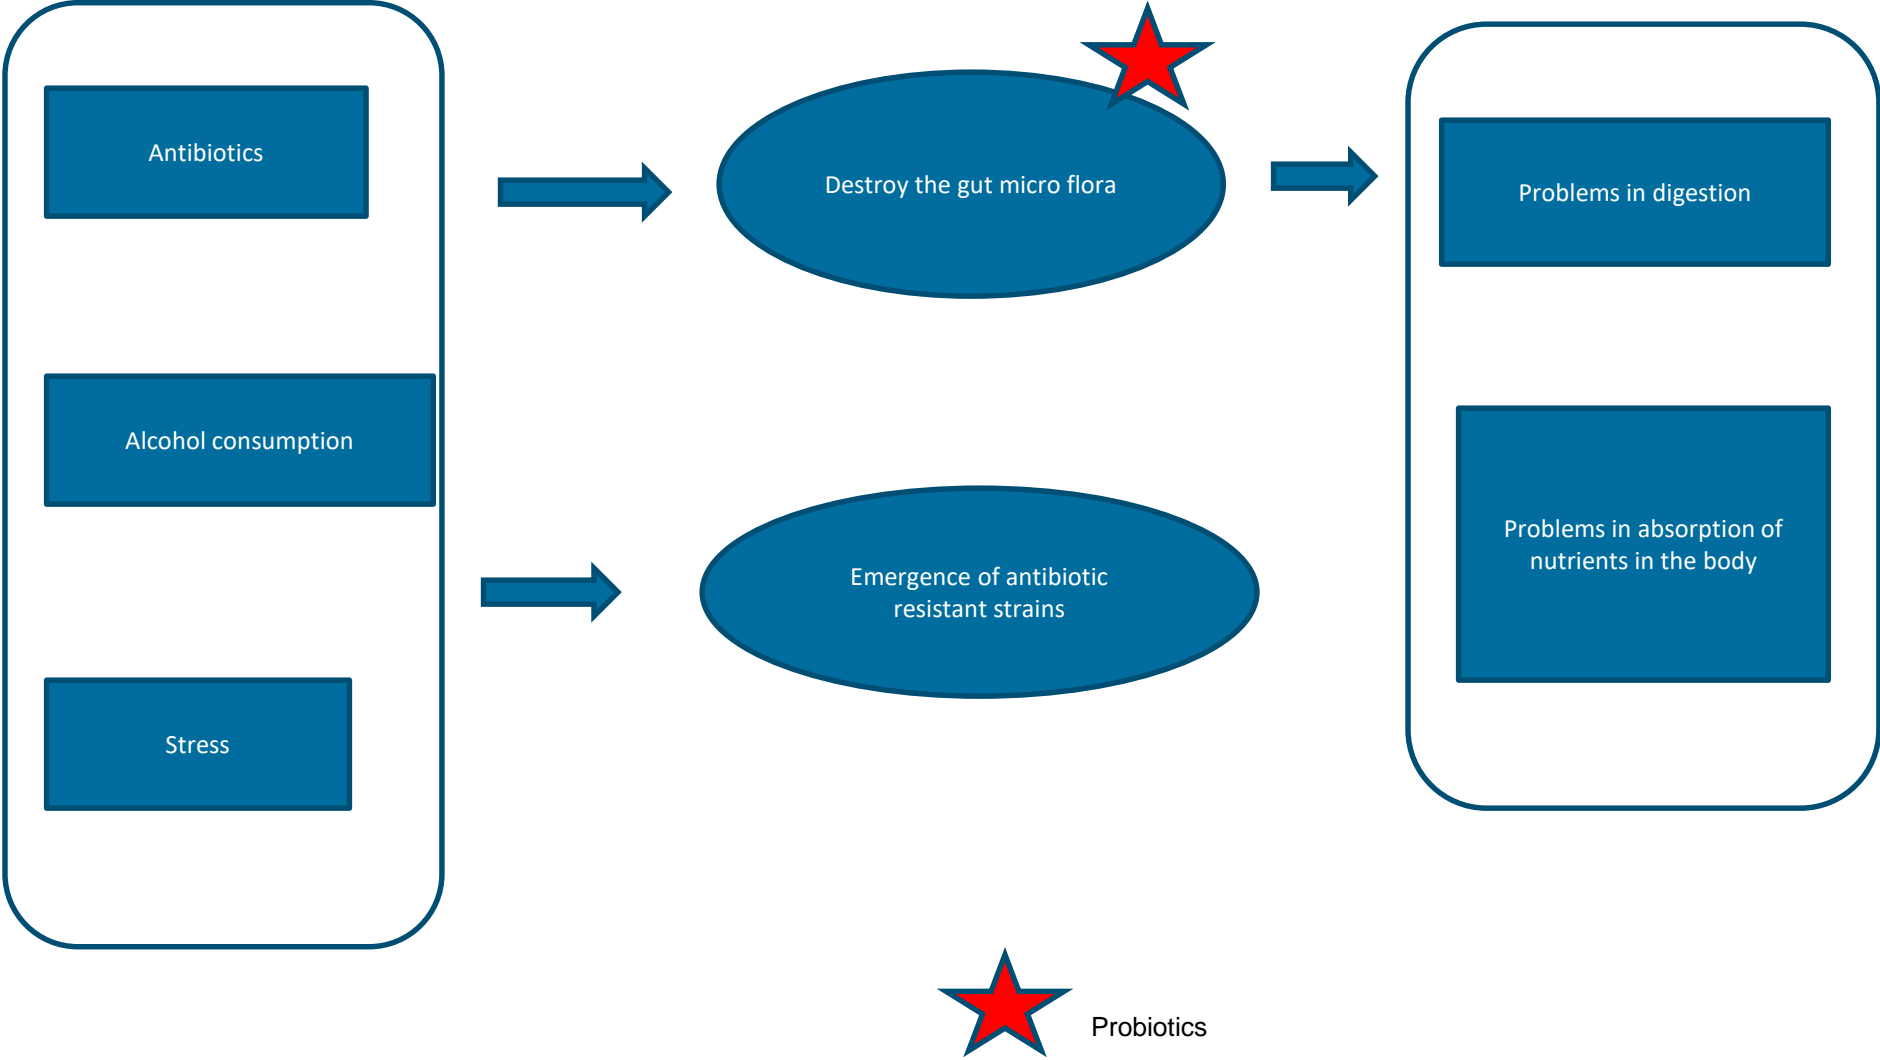 Antibiotics
Alcohol consumption
Stress
Destroy the gut micro flora
Emergence of antibiotic
resistant strains
Problems in digestion
Problems in absorption of
nutrients in the body
Probiotics